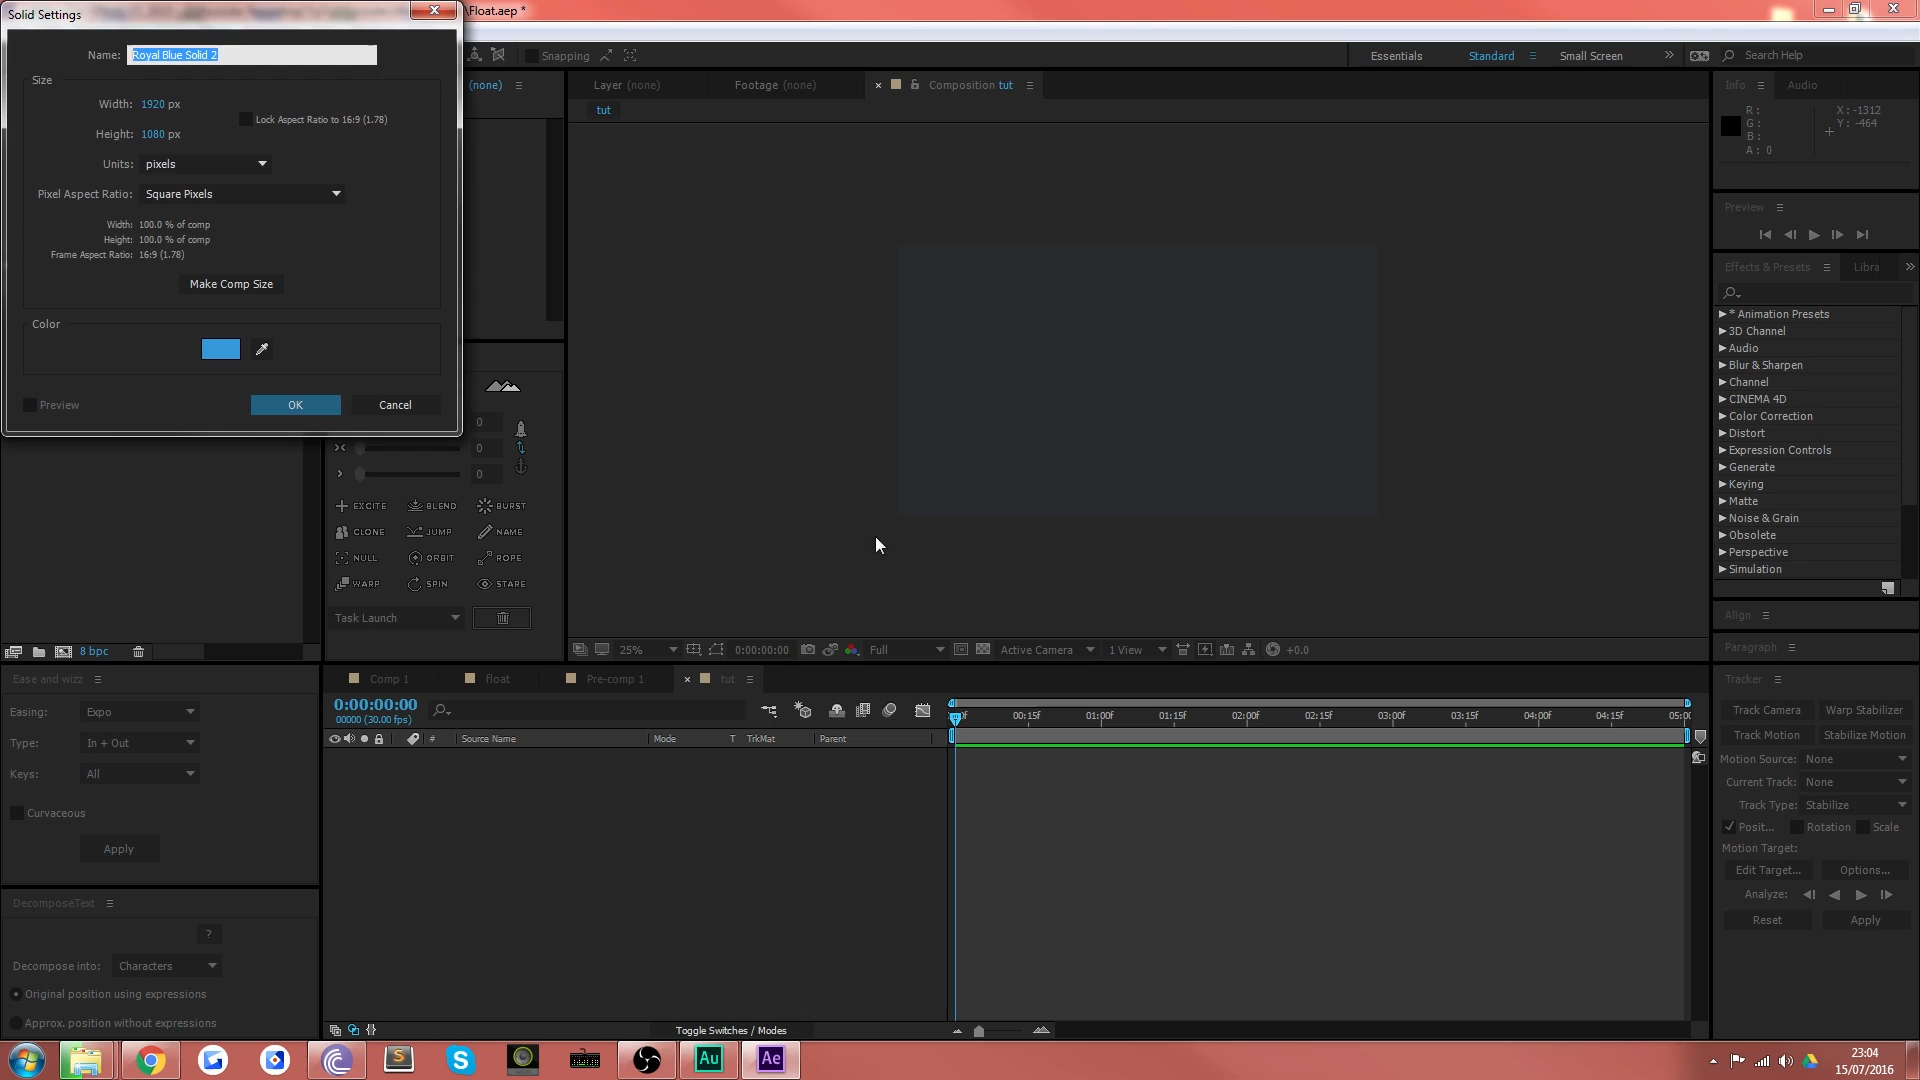 Solid Settings
Float.aep *
Name: Royal Blue Solid 2
Size
Width: 1920 px
Lock Aspect Ratio to 16:9 (1.78)
Height: 1080 px
Units: pixels
Pixel Aspect Ratio: Square Pixels
Width: 100.0 % of comp
Height: 100.0 % of comp
Frame Aspect Ratio: 16:9 (1.78)
Make Comp Size
Color
Preview
OK
Cancel
Snapping
Essentials
Standard
Small Screen
Search Help
(none)
Layer (none)
Footage (none)
Composition tut
tut
Info
Audio
R :
G :
B :
A : 0
X : -1312
Y : -464
Preview
Effects & Presets
Libra
* Animation Presets
3D Channel
Audio
Blur & Sharpen
Channel
CINEMA 4D
Color Correction
Distort
Expression Controls
Generate
Keying
Matte
Noise & Grain
Obsolete
Perspective
Simulation
Align
Paragraph
0
0
0
EXCITE
BLEND
BURST
CLONE
JUMP
NAME
NULL
ORBIT
ROPE
WARP
SPIN
STARE
Task Launch
8 bpc
25%
0:00:00:00
Full
Active Camera
1 View
+0.0
Ease and wizz
Easing: Expo
Type: In + Out
Keys: All
Curvaceous
Apply
DecomposeText
?
Decompose into: Characters
Original position using expressions
Approx. position without expressions
Comp 1
float
Pre-comp 1
tut
0:00:00:00
00000 (30.00 fps)
# Source Name
Mode
T TrkMat
Parent
00:15f
01:00f
01:15f
02:00f
02:15f
03:00f
03:15f
04:00f
04:15f
Toggle Switches / Modes
Tracker
Track Camera
Warp Stabilizer
Track Motion
Stabilize Motion
Motion Source: None
Current Track: None
Track Type: Stabilize
Posit...
Rotation
Scale
Motion Target:
Edit Target...
Options...
Analyze:
Reset
Apply
S
Au
Ae
23:04
15/07/2016